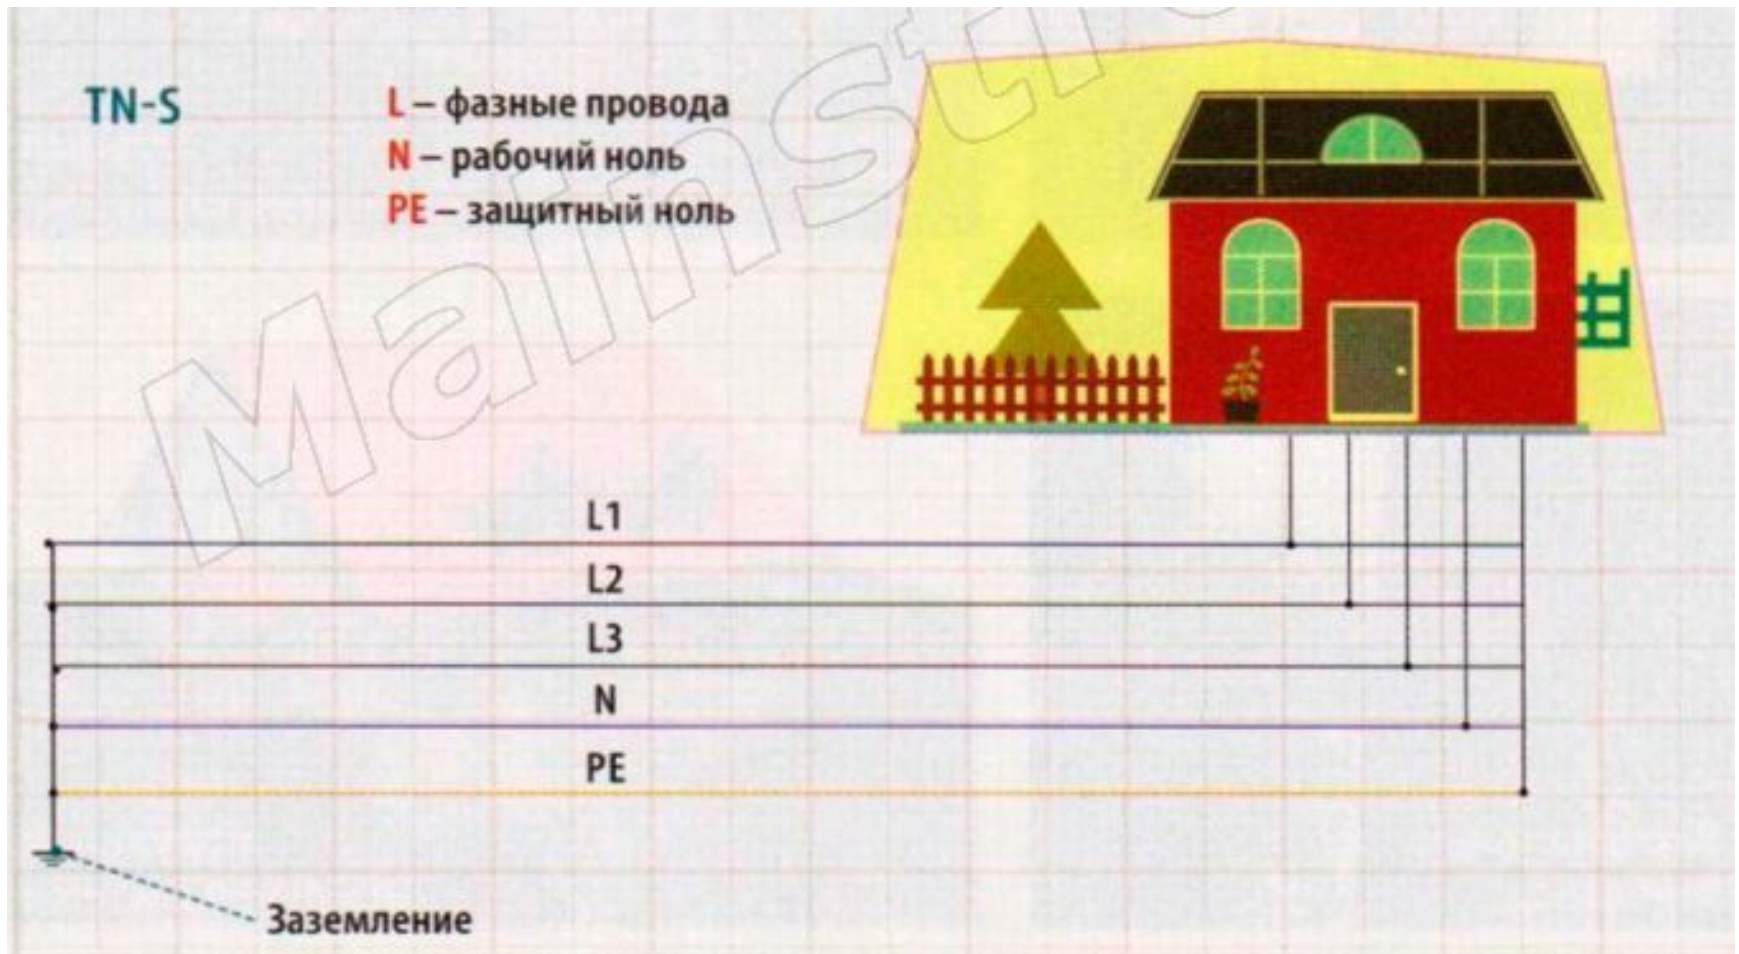 TN-S
L – фазные провода
N – рабочий ноль
PE – защитный ноль
L1
L2
L3
N
PE
Заземление